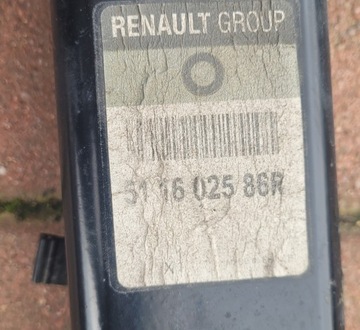 RENAULT GROUP
51 16 025 86R